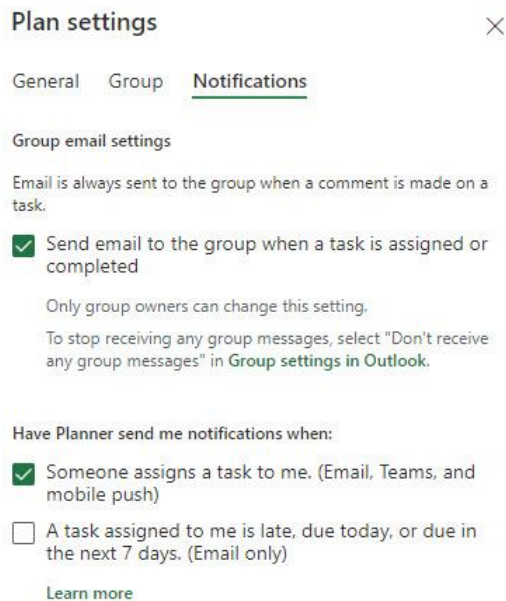 Plan settings
General Group Notifications
Group email settings
Email is always sent to the group when a comment is made on a
task.
Send email to the group when a task is assigned or
completed
Only group owners can change this setting.
To stop receiving any group messages, select "Don't receive
any group messages" in Group settings in Outlook.
Have Planner send me notifications when:
Someone assigns a task to me. (Email, Teams, and
mobile push)
A task assigned to me is late, due today, or due in
the next 7 days. (Email only)
Learn more